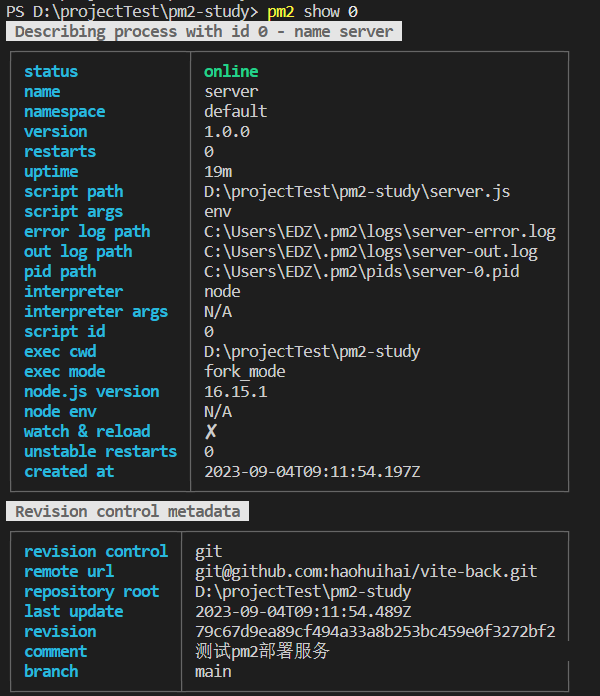 PS D:\projectTest\pm2-study> pm2 show 0
Describing process with id 0 - name server
status online
name server
namespace default
version 1.0.0
restarts 0
uptime 19m
script path D:\projectTest\pm2-study\server.js
script args env
error log path C:\Users\EDZ\.pm2\logs\server-error.log
out log path C:\Users\EDZ\.pm2\logs\server-out.log
pid path C:\Users\EDZ\.pm2\pids\server-0.pid
interpreter node
interpreter args N/A
script id 0
exec cwd D:\projectTest\pm2-study
exec mode fork_mode
node.js version 16.15.1
node env N/A
watch & reload ✘
unstable restarts 0
created at 2023-09-04T09:11:54.197Z
Revision control metadata
revision control git
remote url git@github.com:haohuihai/vite-back.git
repository root D:\projectTest\pm2-study
last update 2023-09-04T09:11:54.489Z
revision 79c67d9ea89cf494a33a8b253bc459e0f3272bf2
comment 测试pm2部署服务
branch main